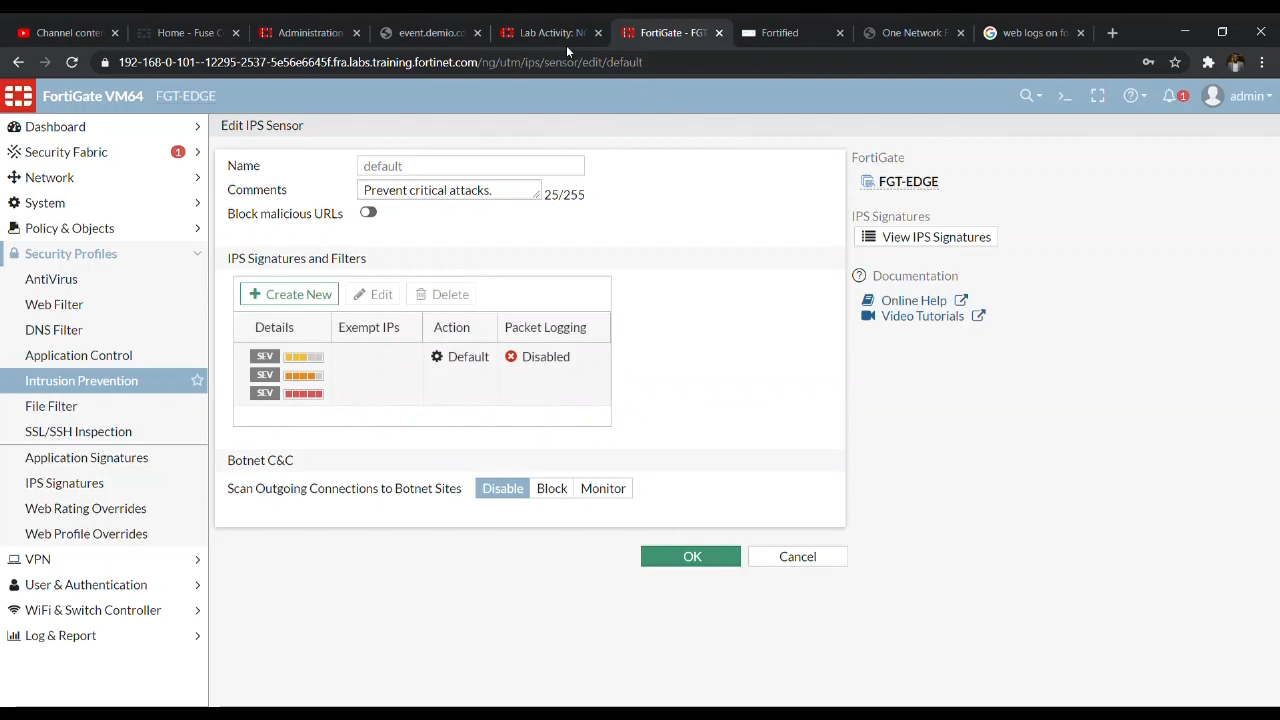 Channel conten
Home - Fuse C
Administration
event.demio.co
Lab Activity: N
FortiGate - FGT
Fortified
One Network F
web logs on fo
192-168-0-101--12295-2537-5e56e6645f.fra.labs.training.fortinet.com/ng/utm/ips/sensor/edit/default
FortiGate VM64 FGT-EDGE
1 admin
Dashboard
Security Fabric 1
Network
System
Policy & Objects
Security Profiles
AntiVirus
Web Filter
DNS Filter
Application Control
Intrusion Prevention
File Filter
SSL/SSH Inspection
Application Signatures
IPS Signatures
Web Rating Overrides
Web Profile Overrides
VPN
User & Authentication
WiFi & Switch Controller
Log & Report
Edit IPS Sensor
Name default
Comments Prevent critical attacks. 25/255
Block malicious URLs
IPS Signatures and Filters
Create New Edit Delete
Details Exempt IPs Action Packet Logging
SEV Default Disabled
SEV
SEV
Botnet C&C
Scan Outgoing Connections to Botnet Sites Disable Block Monitor
OK Cancel
FortiGate
FGT-EDGE
IPS Signatures
View IPS Signatures
Documentation
Online Help
Video Tutorials